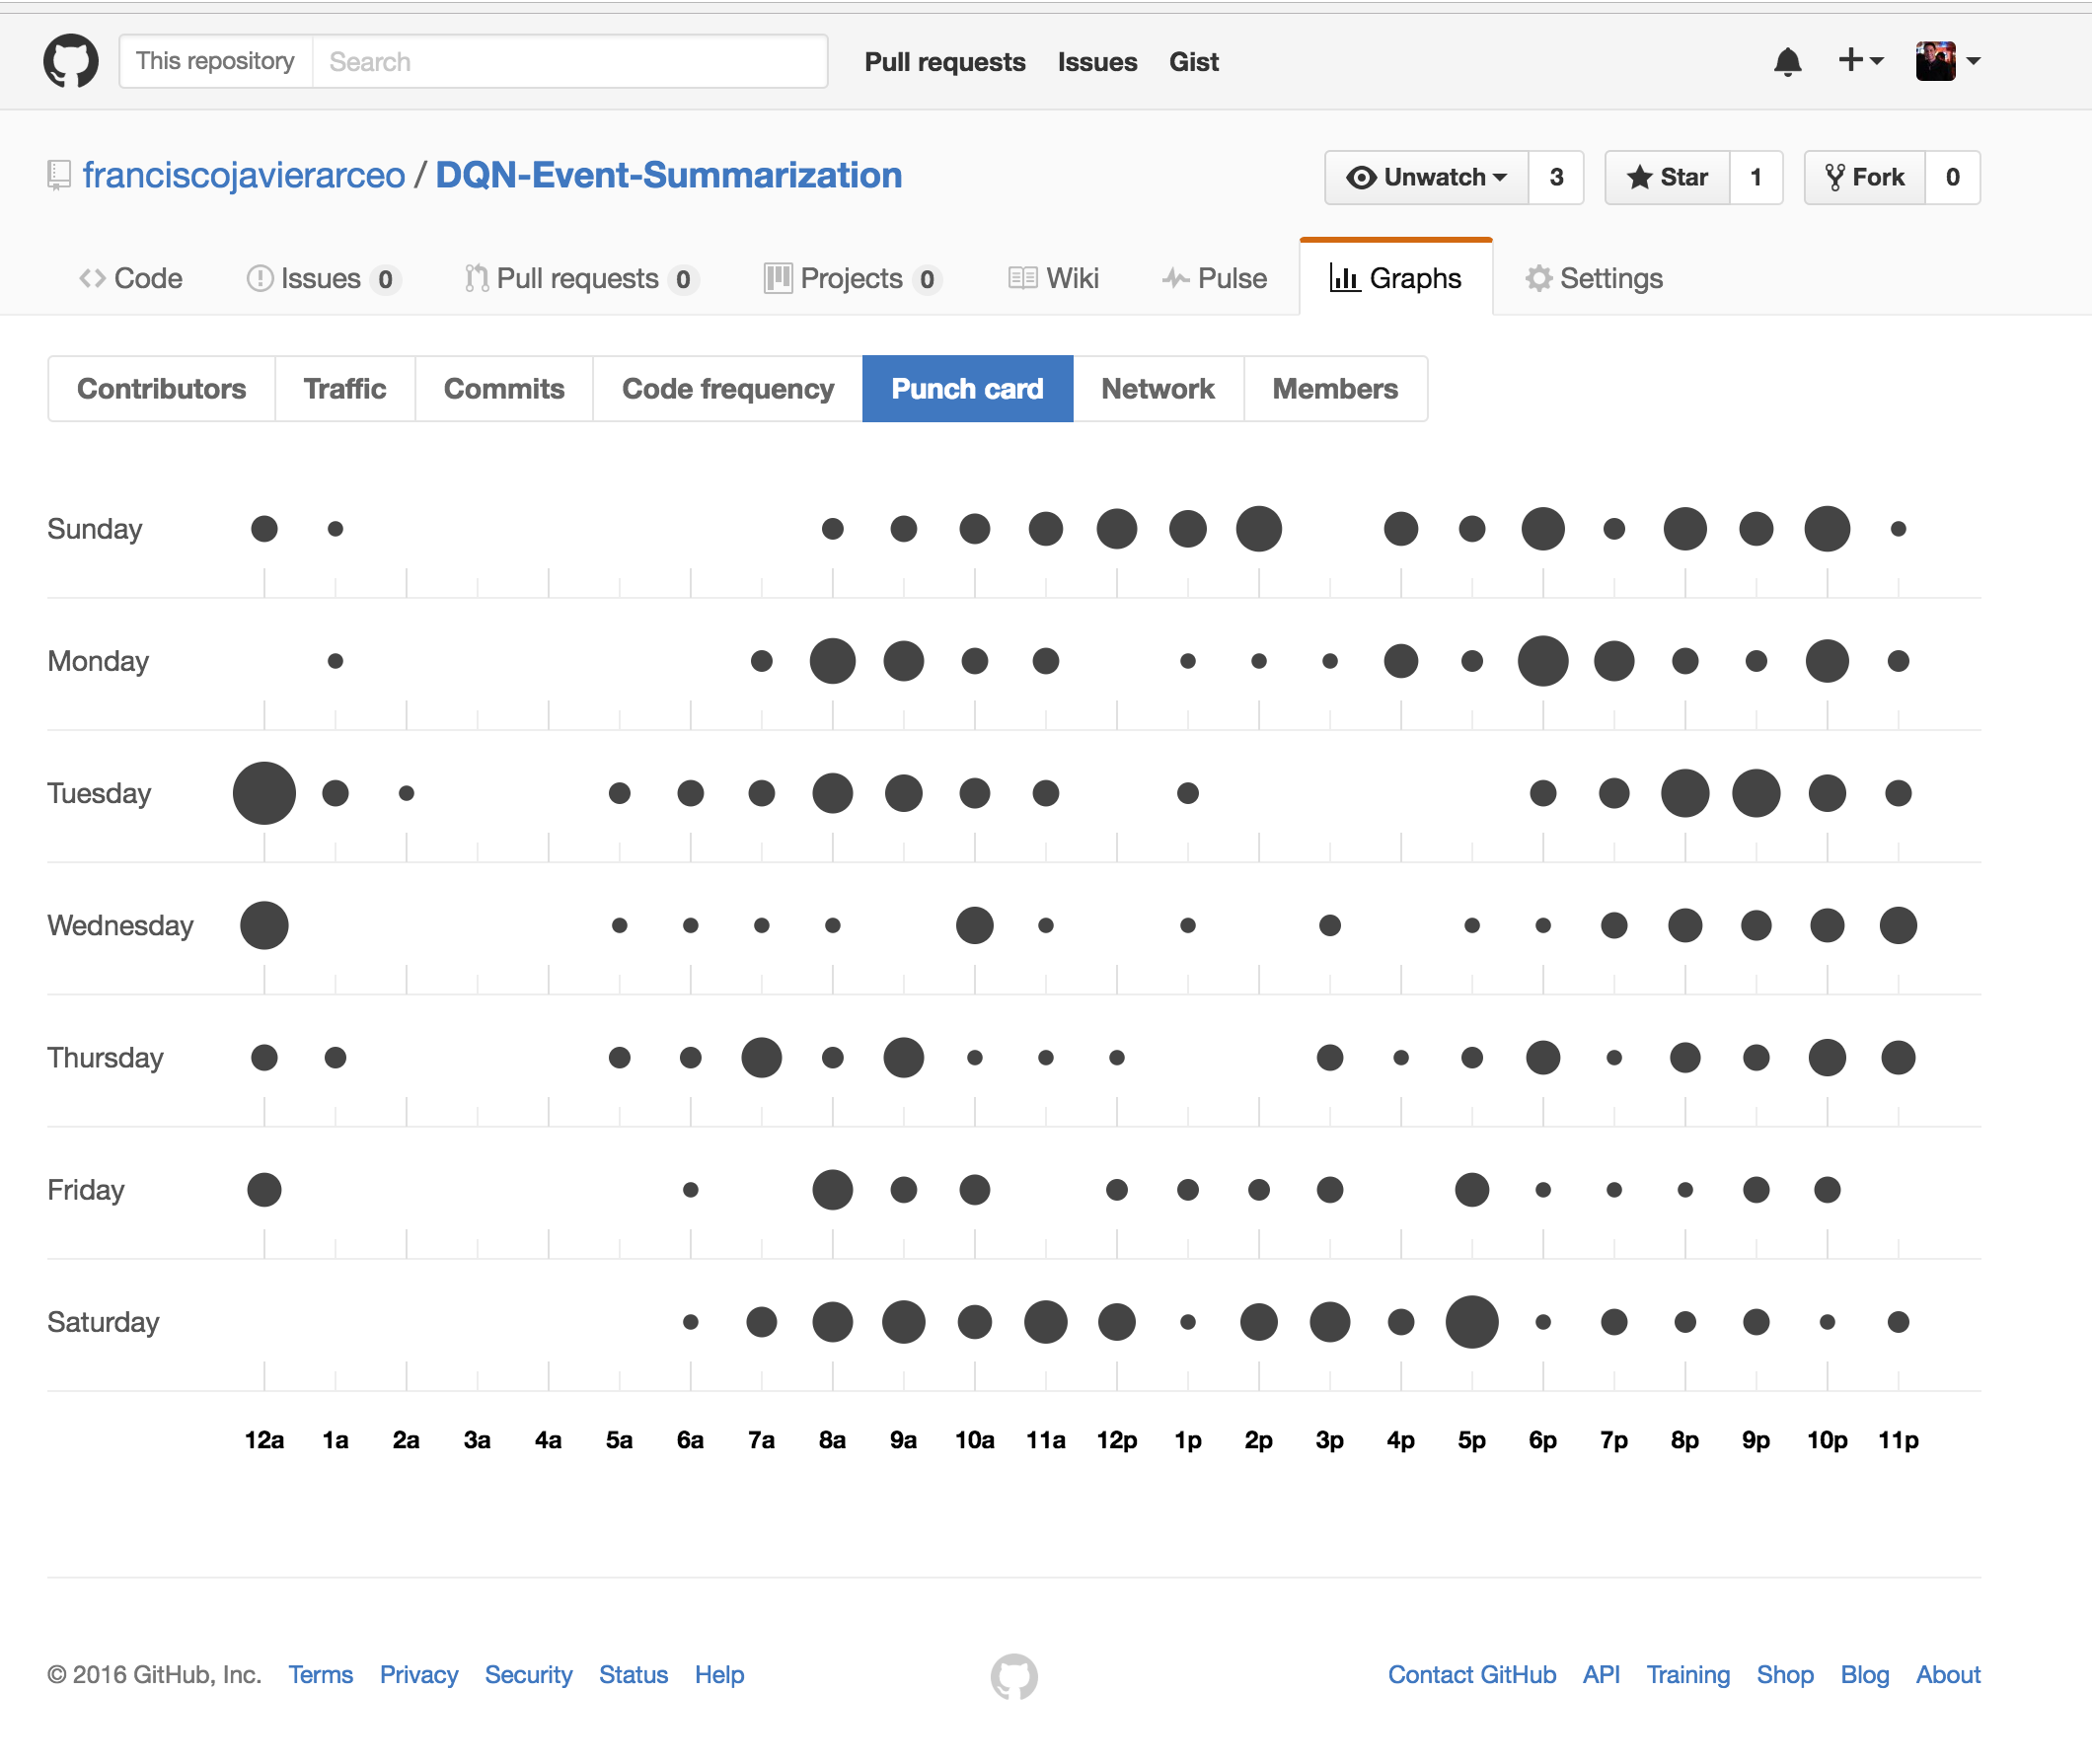 This repository Search Pull requests Issues Gist
franciscojavierarceo / DQN-Event-Summarization Unwatch 3 Star 1 Fork 0
Code Issues 0 Pull requests 0 Projects 0 Wiki Pulse Graphs Settings
Contributors Traffic Commits Code frequency Punch card Network Members
Sunday
Monday
Tuesday
Wednesday
Thursday
Friday
Saturday
12a 1a 2a 3a 4a 5a 6a 7a 8a 9a 10a 11a 12p 1p 2p 3p 4p 5p 6p 7p 8p 9p 10p 11p
© 2016 GitHub, Inc. Terms Privacy Security Status Help Contact GitHub API Training Shop Blog About